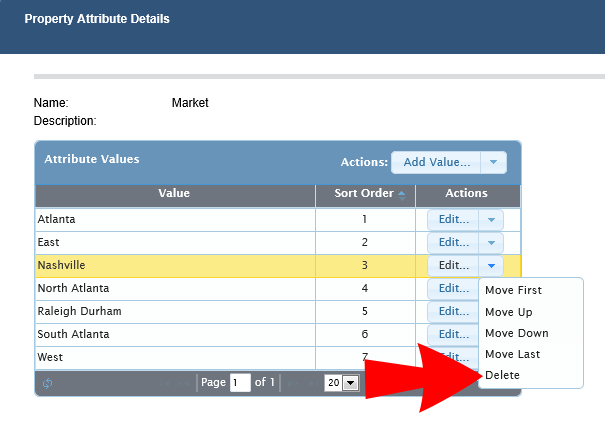 Property Attribute Details
Name: Market
Description:
Attribute Values Actions: Add Value...
Value Sort Order Actions
Atlanta 1 Edit...
East 2 Edit...
Nashville 3 Edit...
North Atlanta 4 Edit... Move First
Raleigh Durham 5 Edit... Move Up
South Atlanta 6 Edit... Move Down
West 7 Edit... Move Last
Page 1 of 1 20 Delete